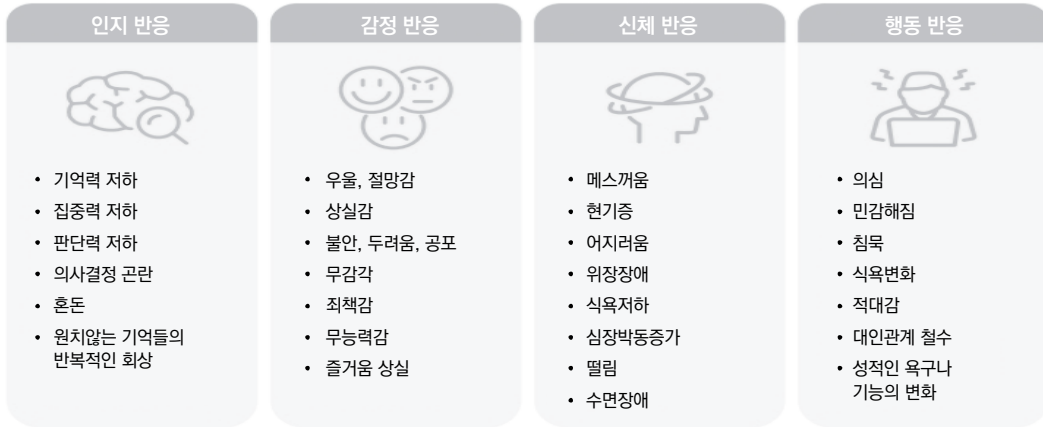 인지 반응
• 기억력 저하
• 집중력 저하
• 판단력 저하
• 의사결정 곤란
• 혼돈
• 원치않는 기억들의
반복적인 회상
감정 반응
• 우울, 절망감
• 상실감
• 불안, 두려움, 공포
• 무감각
• 죄책감
• 무능력감
• 즐거움 상실
신체 반응
• 메스꺼움
• 현기증
• 어지러움
• 위장장애
• 식욕저하
• 심장박동증가
• 떨림
• 수면장애
행동 반응
• 의심
• 민감해짐
• 침묵
• 식욕변화
• 적대감
• 대인관계 철수
• 성적인 욕구나
기능의 변화